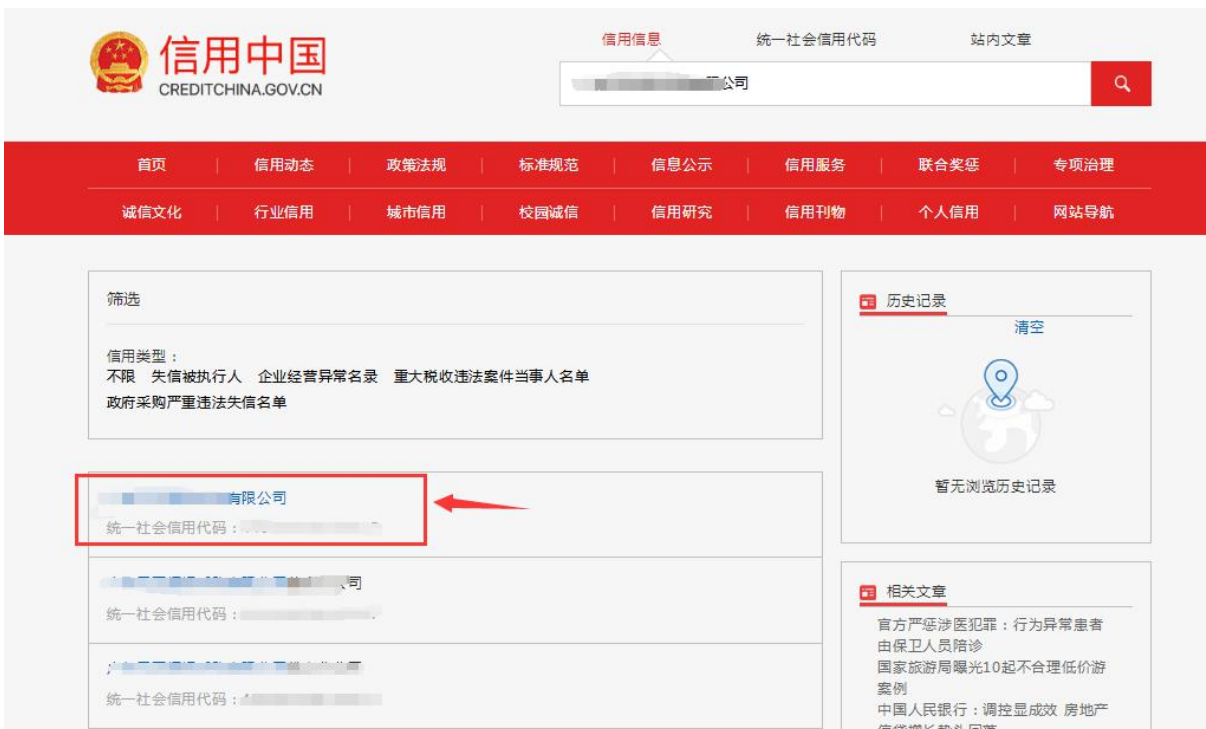 信用中国
CREDITCHINA.GOV.CN
信用信息 统一社会信用代码 站内文章
公司
首页 信用动态 政策法规 标准规范 信息公示 信用服务 联合奖惩 专项治理
诚信文化 行业信用 城市信用 校园诚信 信用研究 信用刊物 个人信用 网站导航
筛选
信用类型：
不限 失信被执行人 企业经营异常名录 重大税收违法案件当事人名单
政府采购严重违法失信名单
有限公司
统一社会信用代码：
司
统一社会信用代码：
统一社会信用代码：
历史记录
清空
暂无浏览历史记录
相关文章
官方严惩涉医犯罪：行为异常患者
由保卫人员陪诊
国家旅游局曝光10起不合理低价游
案例
中国人民银行：调控显成效 房地产